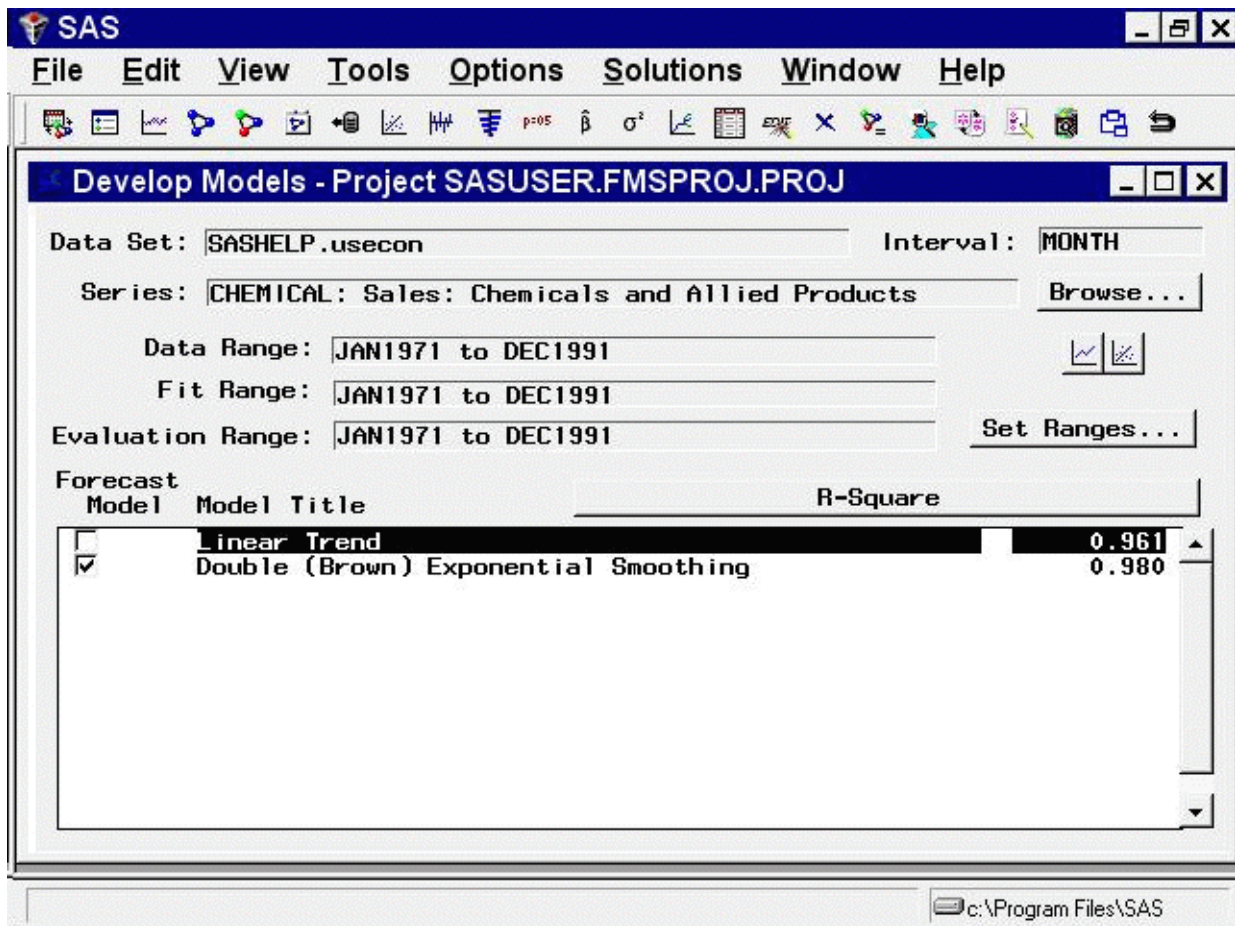 SAS
File Edit View Tools Options Solutions Window Help
p=05 β̂ σ²
Develop Models - Project SASUSER.FMSPROJ.PROJ
Data Set: SASHELP.usecon Interval: MONTH
Series: CHEMICAL: Sales: Chemicals and Allied Products Browse...
Data Range: JAN1971 to DEC1991
Fit Range: JAN1971 to DEC1991
Evaluation Range: JAN1971 to DEC1991 Set Ranges...
Forecast
Model Model Title R-Square
Linear Trend 0.961
Double (Brown) Exponential Smoothing 0.980
c:\Program Files\SAS